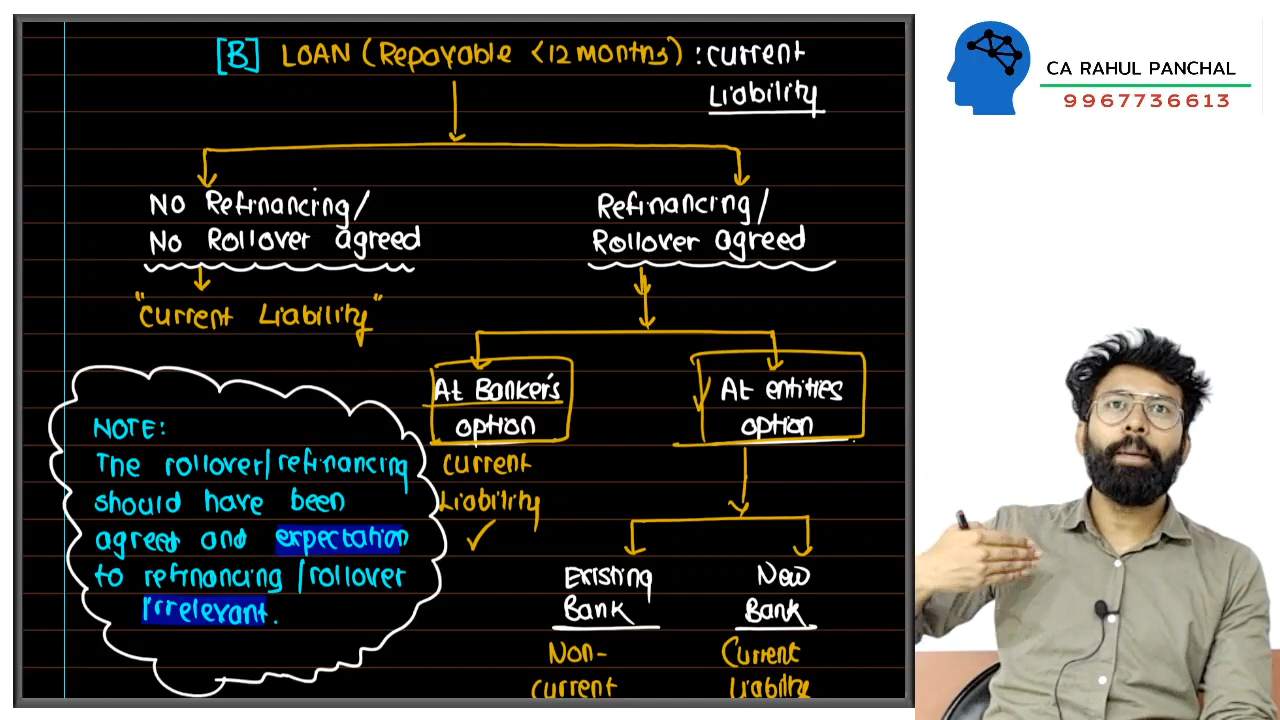 [B] LOAN (Repayable <12 months) : current
Liability
No Refinancing/
No Rollover agreed
"current Liability"
Refinancing/
Rollover agreed
At Banker's
option
current
Liability
At entities
option
Existing
Bank
Non-
current
New
Bank
Current
Liability
NOTE:
The rollover/refinancing
should have been
agreed and expectation
to refinancing/rollover
irrelevant.
CA RAHUL PANCHAL
9967736613